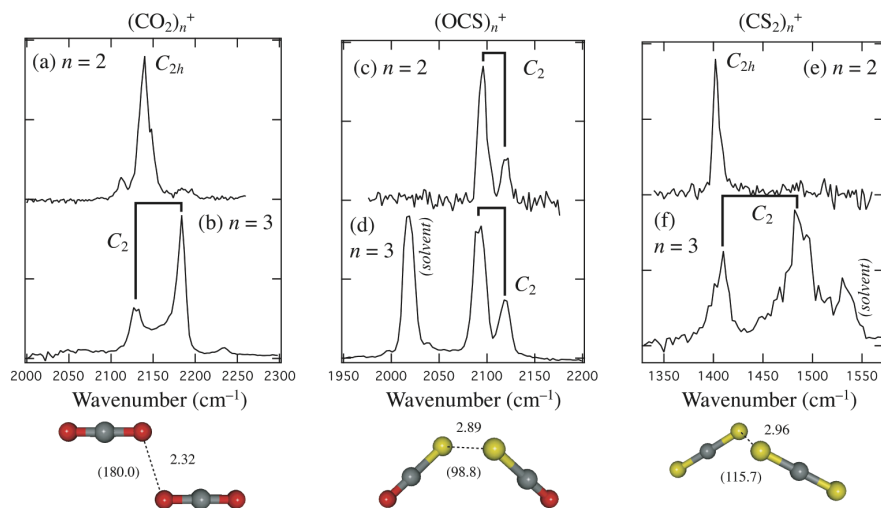 (CO₂)ₙ⁺ (OCS)ₙ⁺ (CS₂)ₙ⁺
(a) n = 2 C₂ₕ
C₂ (b) n = 3
2000 2050 2100 2150 2200 2250 2300
Wavenumber (cm⁻¹)
(c) n = 2 C₂
(d) n = 3 (solvent) C₂
1950 2000 2050 2100 2150 2200
Wavenumber (cm⁻¹)
C₂ₕ (e) n = 2
(f) n = 3 C₂ (solvent)
1350 1400 1450 1500 1550
Wavenumber (cm⁻¹)
2.32
(180.0)
2.89
(98.8)
2.96
(115.7)